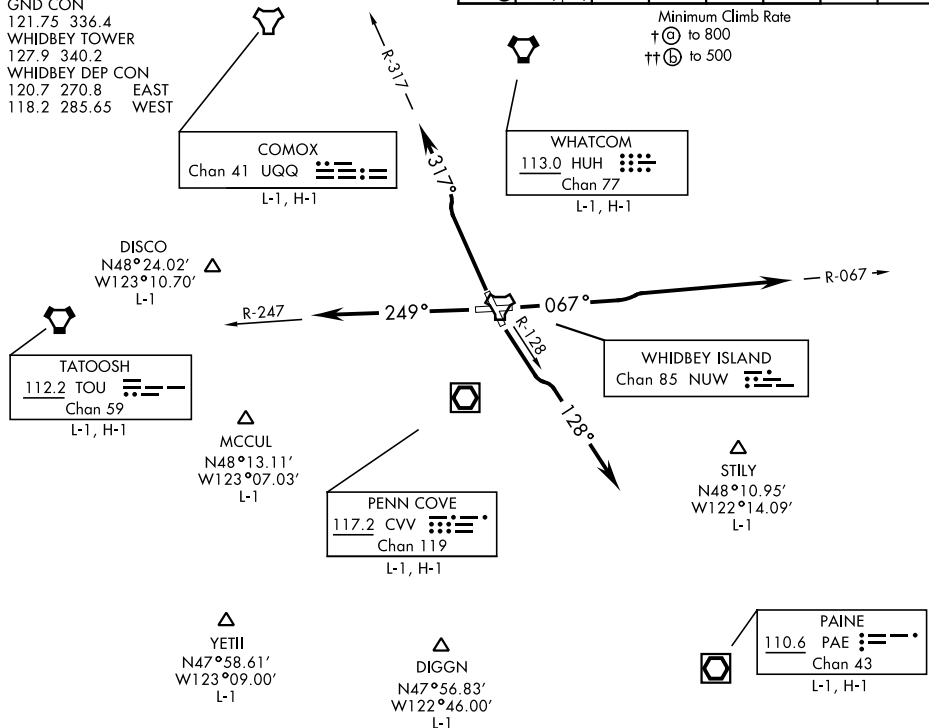 GND CON
121.75 336.4
WHIDBEY TOWER
127.9 340.2
WHIDBEY DEP CON
120.7 270.8 EAST
118.2 285.65 WEST
Minimum Climb Rate
† ⓐ to 800
†† ⓑ to 500
R-317
317°
COMOX
Chan 41 UQQ
L-1, H-1
WHATCOM
113.0 HUH
Chan 77
L-1, H-1
DISCO
N48°24.02′
W123°10.70′
L-1
R-247
249°
067°
R-067
R-128
128°
TATOOSH
112.2 TOU
Chan 59
L-1, H-1
WHIDBEY ISLAND
Chan 85 NUW
MCCUL
N48°13.11′
W123°07.03′
L-1
STILY
N48°10.95′
W122°14.09′
L-1
PENN COVE
117.2 CVV
Chan 119
L-1, H-1
YETII
N47°58.61′
W123°09.00′
L-1
DIGGN
N47°56.83′
W122°46.00′
L-1
PAINE
110.6 PAE
Chan 43
L-1, H-1